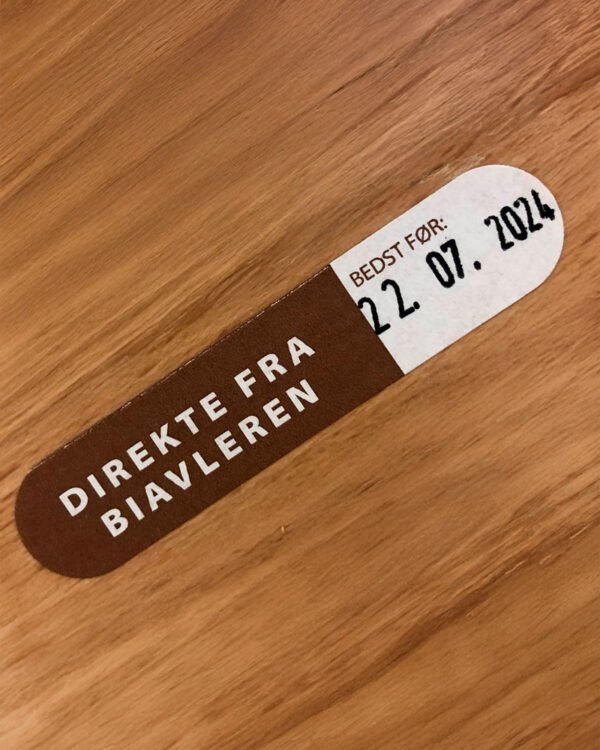 DIREKTE FRA
BIAVLEREN
BEDST FØR:
22. 07. 2024